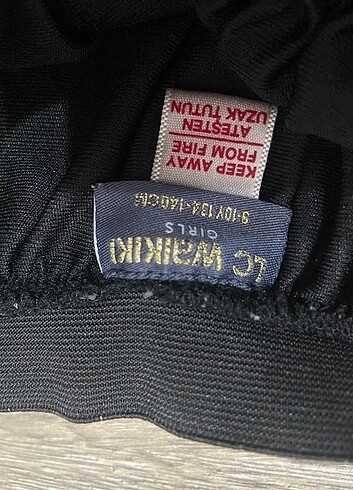 LC WAIKIKI
GIRLS
9-10Y 134-140CM
KEEP AWAY
FROM FIRE
ATEŞTEN
UZAK TUTUN